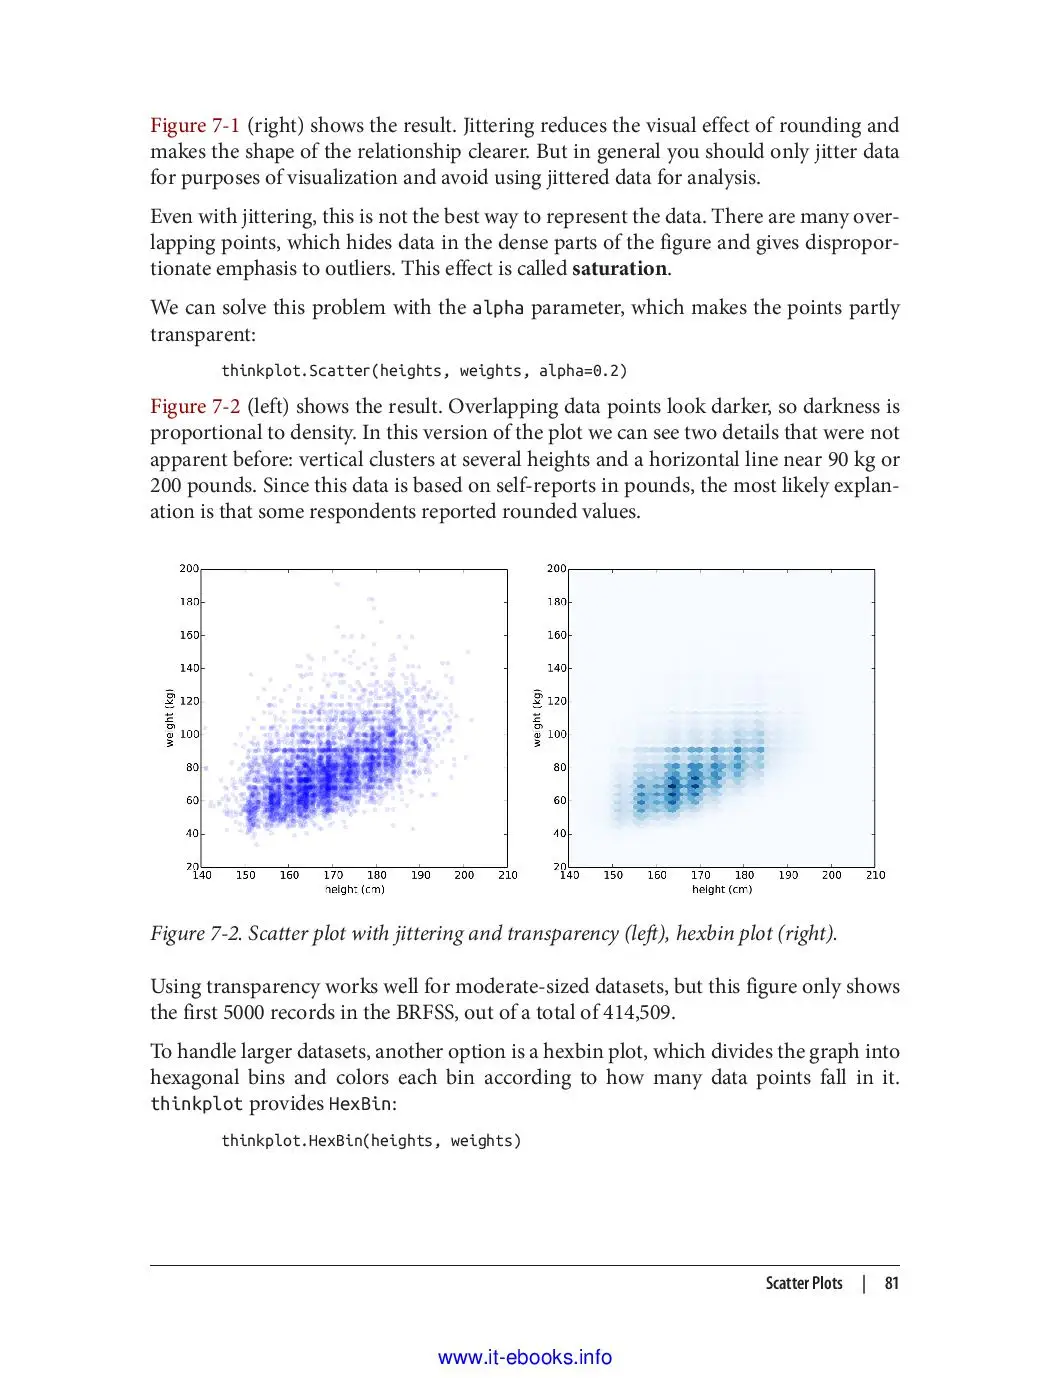 Figure 7-1 (right) shows the result. Jittering reduces the visual effect of rounding and
makes the shape of the relationship clearer. But in general you should only jitter data
for purposes of visualization and avoid using jittered data for analysis.
Even with jittering, this is not the best way to represent the data. There are many over-
lapping points, which hides data in the dense parts of the figure and gives dispropor-
tionate emphasis to outliers. This effect is called saturation.
We can solve this problem with the alpha parameter, which makes the points partly
transparent:
thinkplot.Scatter(heights, weights, alpha=0.2)
Figure 7-2 (left) shows the result. Overlapping data points look darker, so darkness is
proportional to density. In this version of the plot we can see two details that were not
apparent before: vertical clusters at several heights and a horizontal line near 90 kg or
200 pounds. Since this data is based on self-reports in pounds, the most likely explan-
ation is that some respondents reported rounded values.
200
180
160
140
120
100
80
60
40
20
weight (kg)
140 150 160 170 180 190 200 210
height (cm)
200
180
160
140
120
100
80
60
40
20
weight (kg)
140 150 160 170 180 190 200 210
height (cm)
Figure 7-2. Scatter plot with jittering and transparency (left), hexbin plot (right).
Using transparency works well for moderate-sized datasets, but this figure only shows
the first 5000 records in the BRFSS, out of a total of 414,509.
To handle larger datasets, another option is a hexbin plot, which divides the graph into
hexagonal bins and colors each bin according to how many data points fall in it.
thinkplot provides HexBin:
thinkplot.HexBin(heights, weights)
Scatter Plots | 81
www.it-ebooks.info